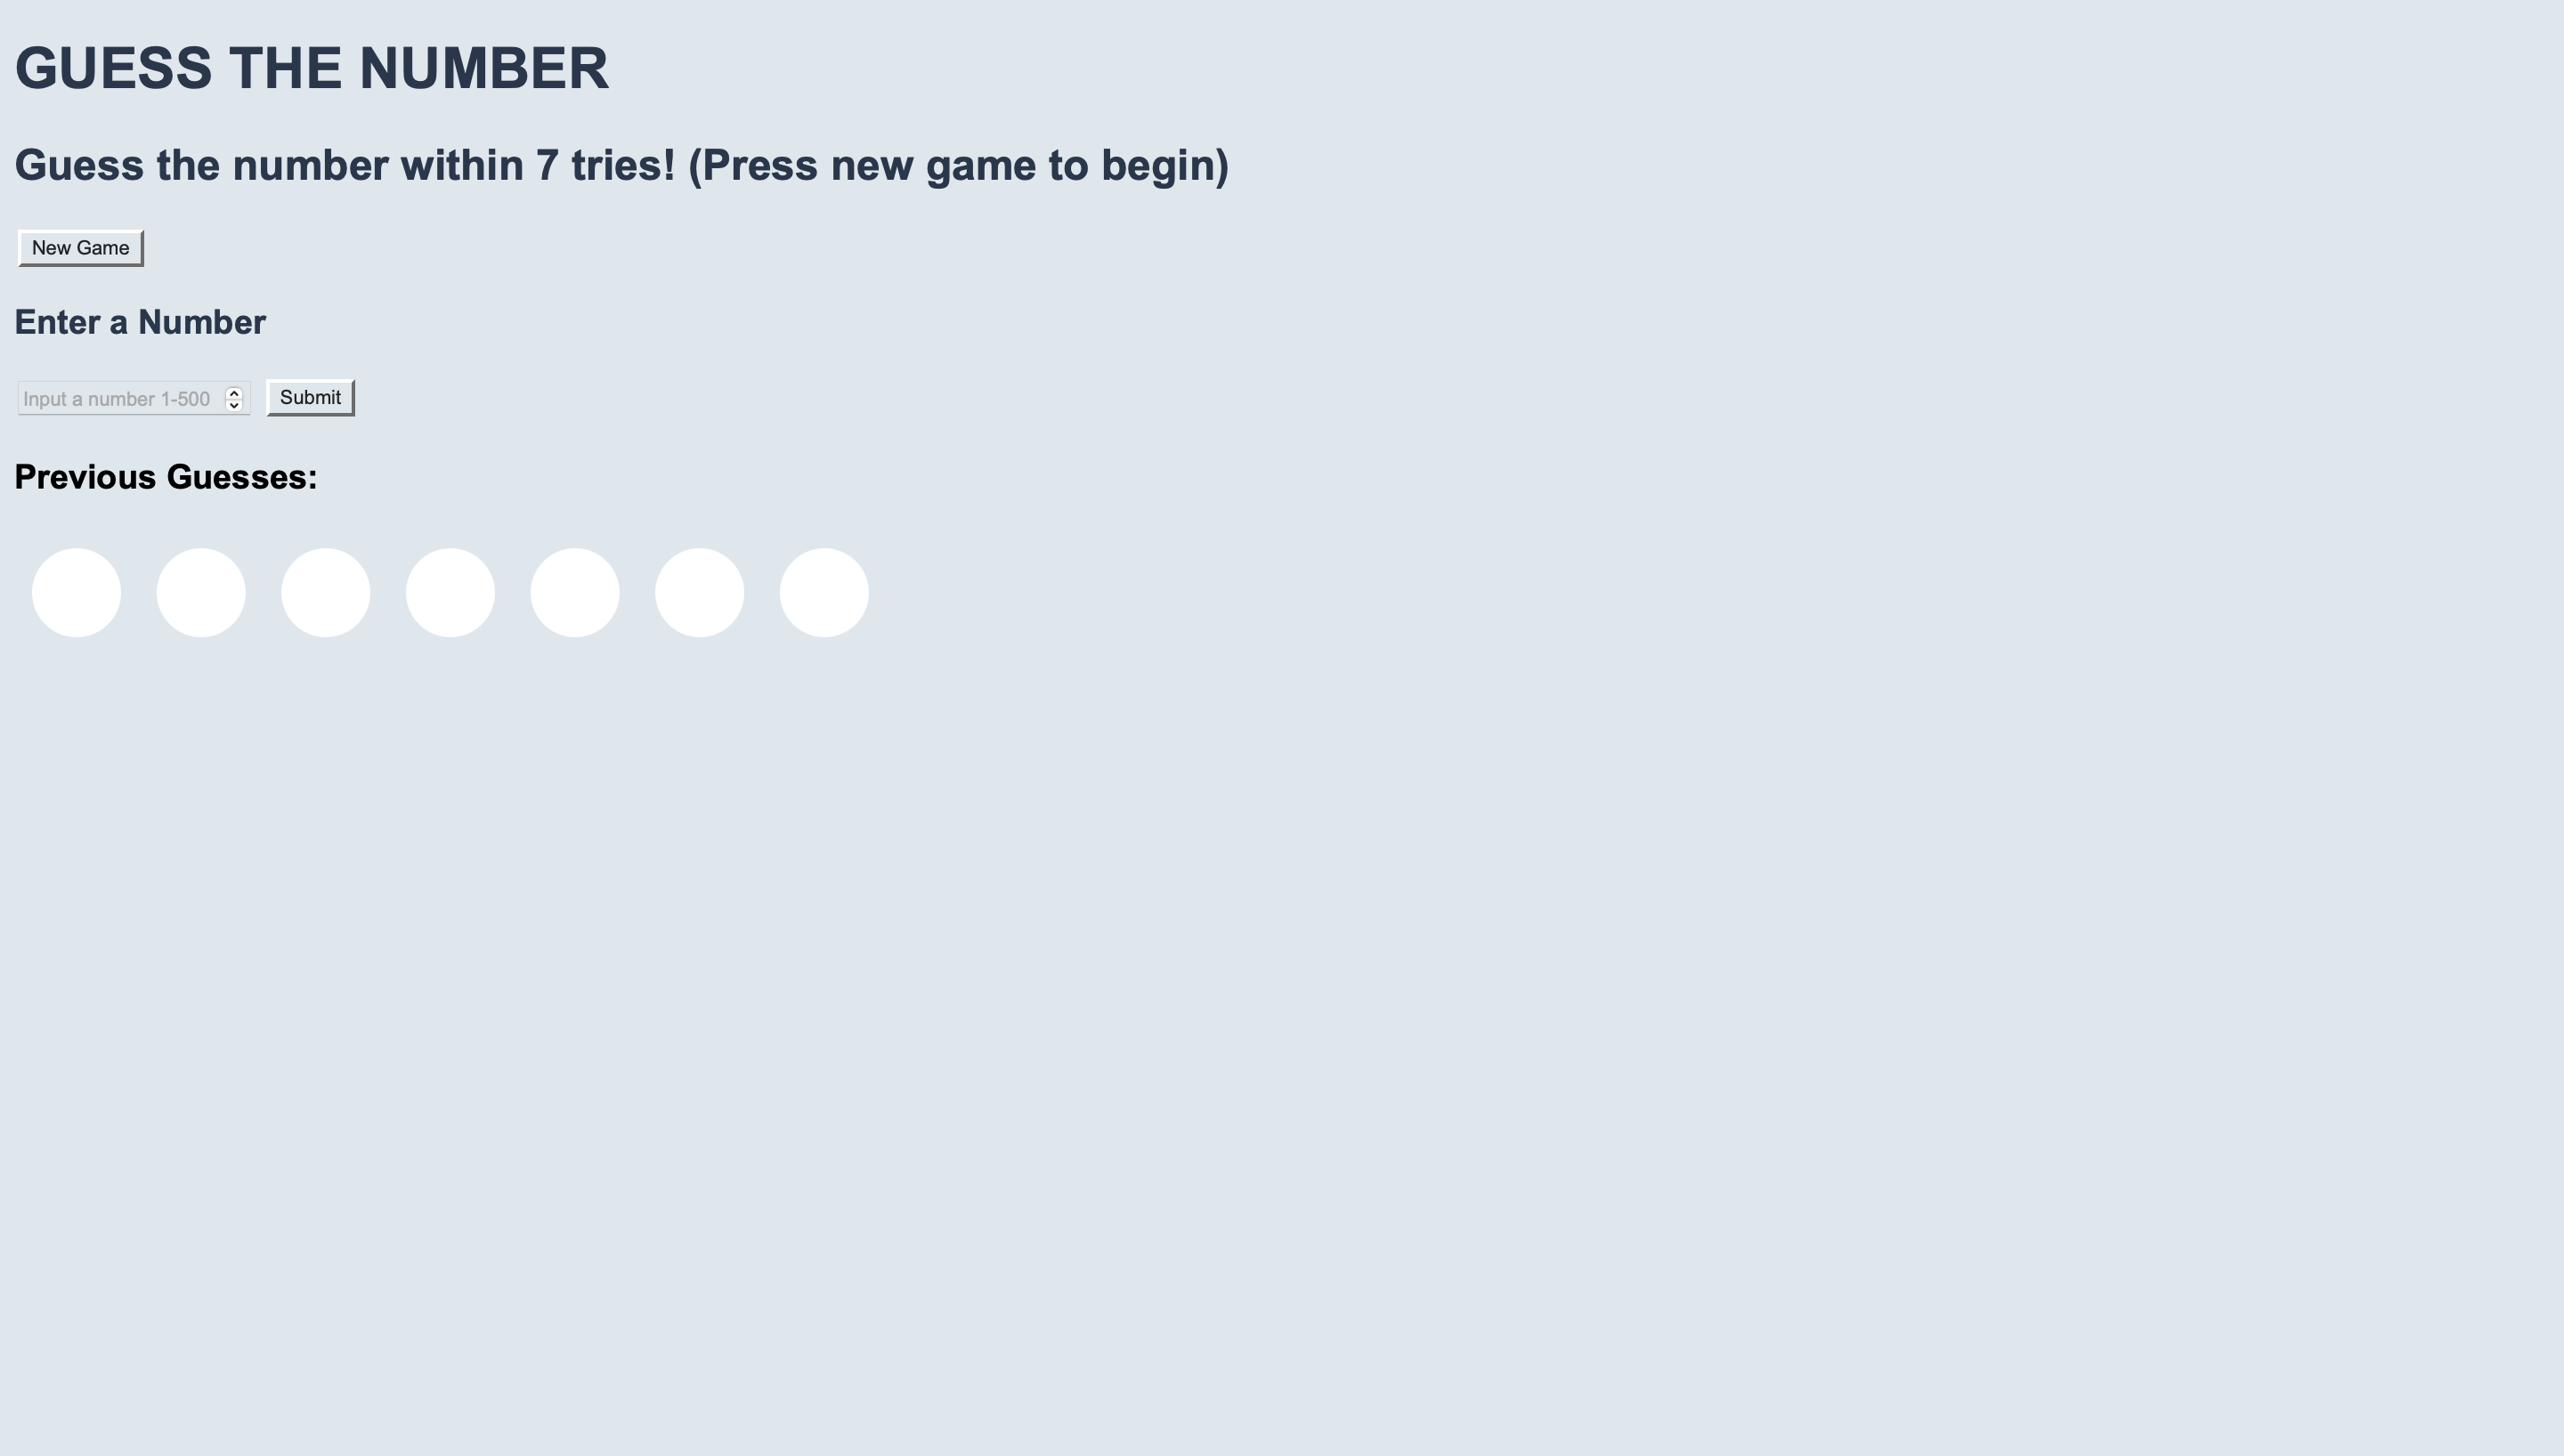 GUESS THE NUMBER
Guess the number within 7 tries! (Press new game to begin)
New Game
Enter a Number
Input a number 1-500 Submit
Previous Guesses: